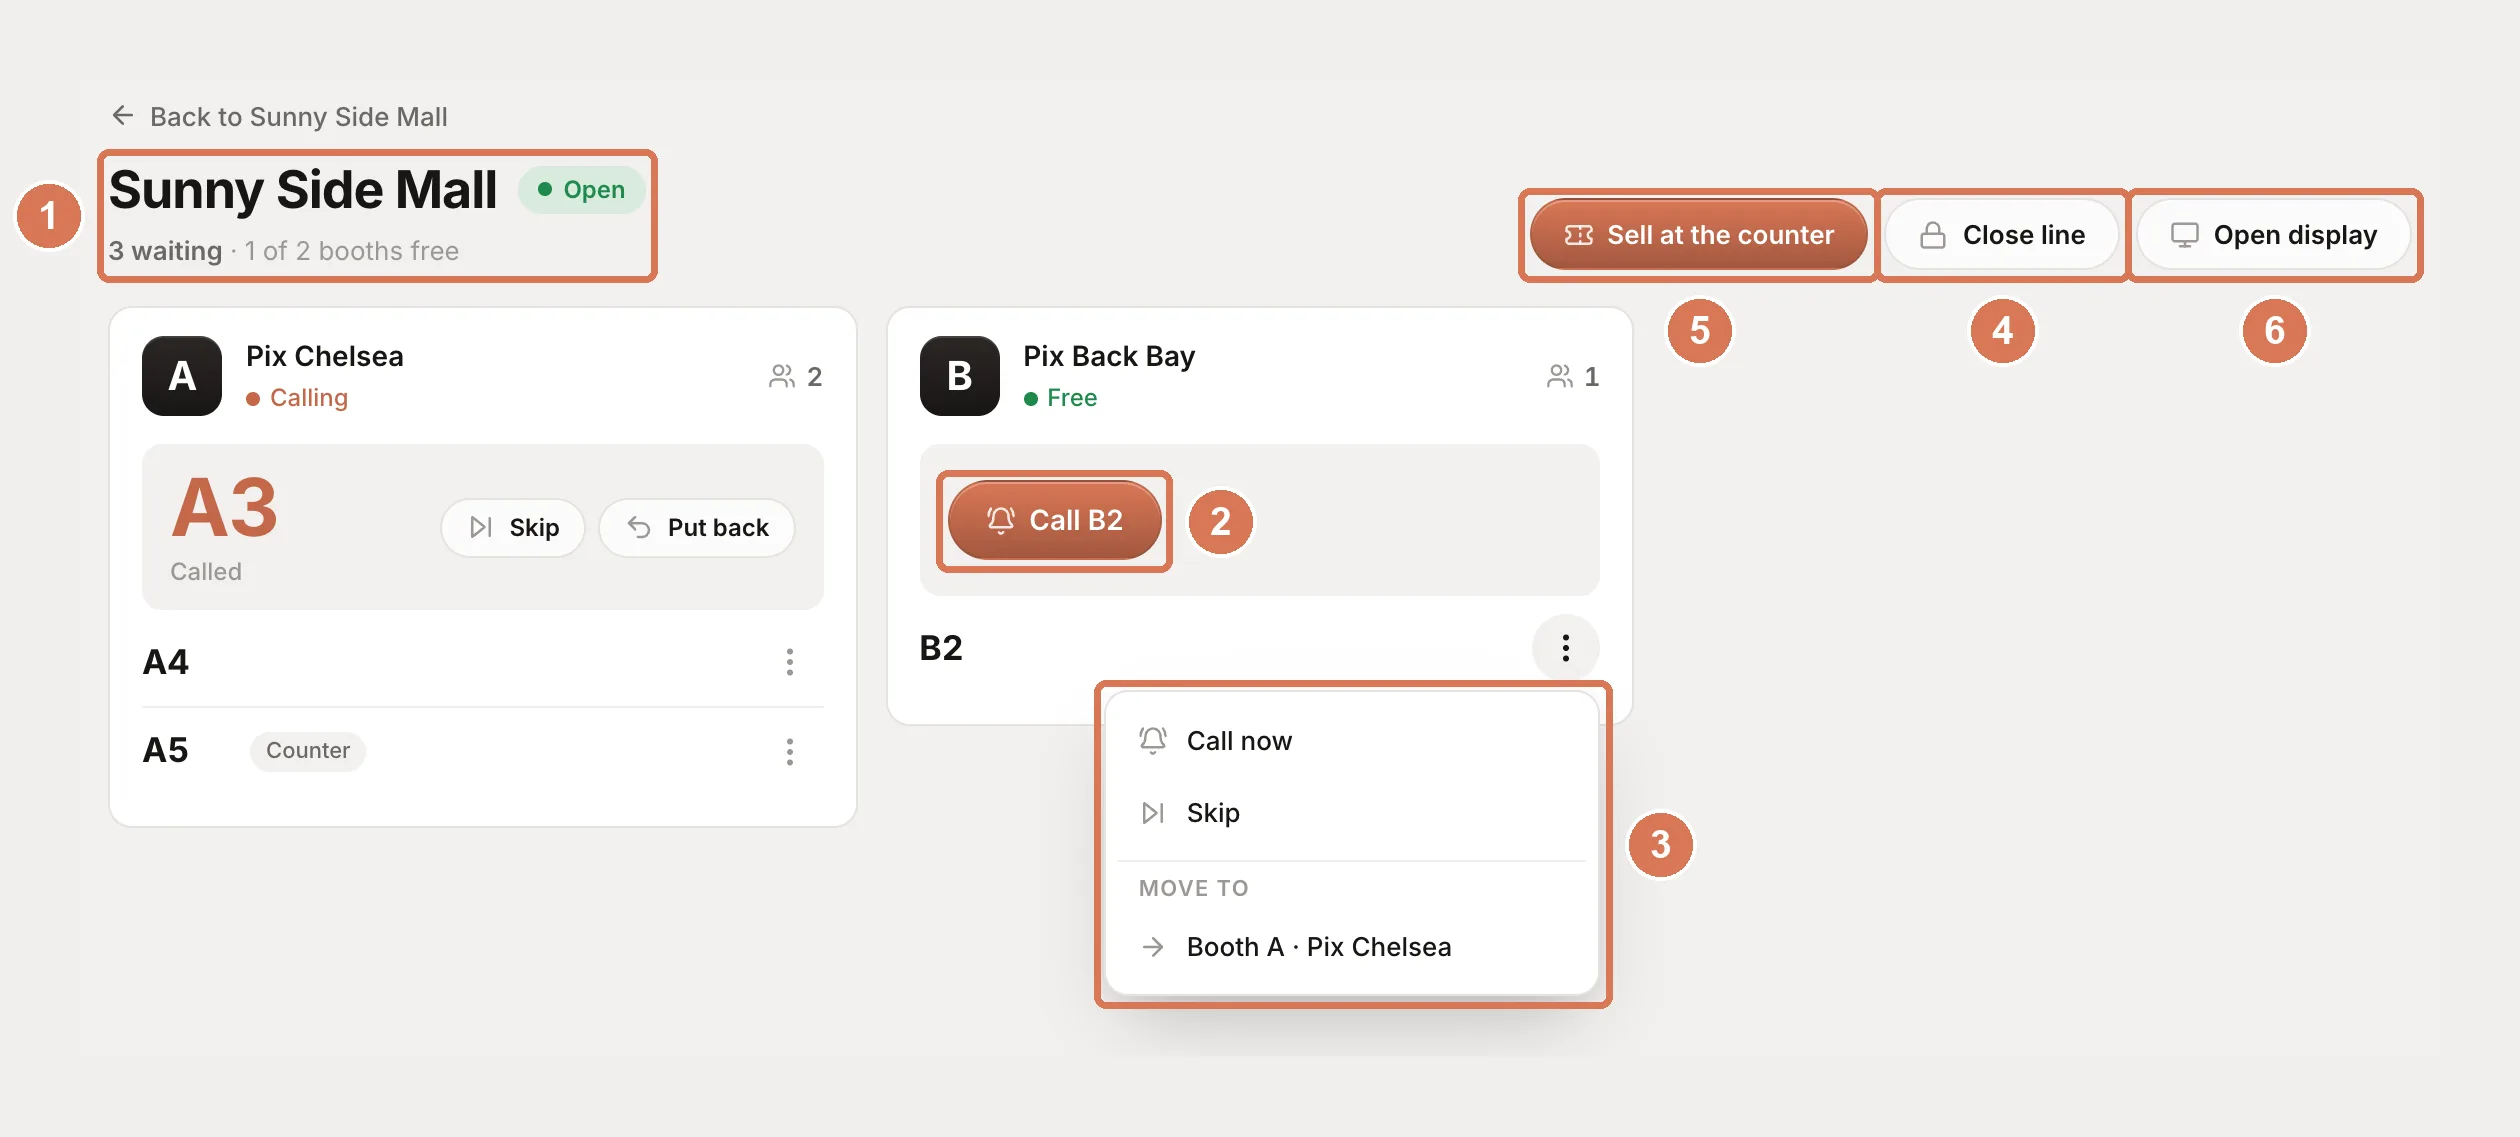 Back to Sunny Side Mall
1
Sunny Side Mall
Open
3 waiting · 1 of 2 booths free
Sell at the counter
Close line
Open display
5
4
6
A
Pix Chelsea
Calling
2
A3
Called
Skip
Put back
A4
A5
Counter
B
Pix Back Bay
Free
1
Call B2
2
B2
Call now
Skip
MOVE TO
Booth A · Pix Chelsea
3